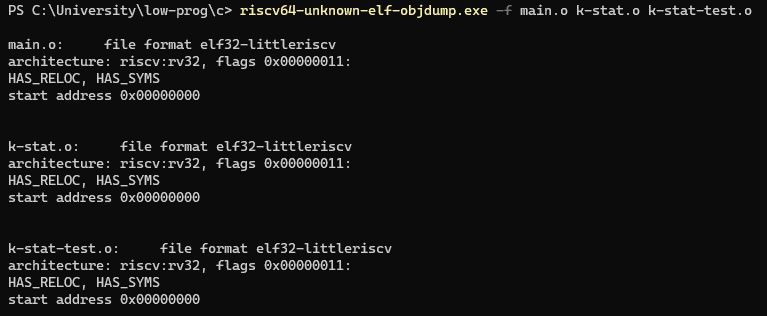 PS C:\University\low-prog\c> riscv64-unknown-elf-objdump.exe -f main.o k-stat.o k-stat-test.o
main.o:     file format elf32-littleriscv
architecture: riscv:rv32, flags 0x00000011:
HAS_RELOC, HAS_SYMS
start address 0x00000000
k-stat.o:     file format elf32-littleriscv
architecture: riscv:rv32, flags 0x00000011:
HAS_RELOC, HAS_SYMS
start address 0x00000000
k-stat-test.o:     file format elf32-littleriscv
architecture: riscv:rv32, flags 0x00000011:
HAS_RELOC, HAS_SYMS
start address 0x00000000